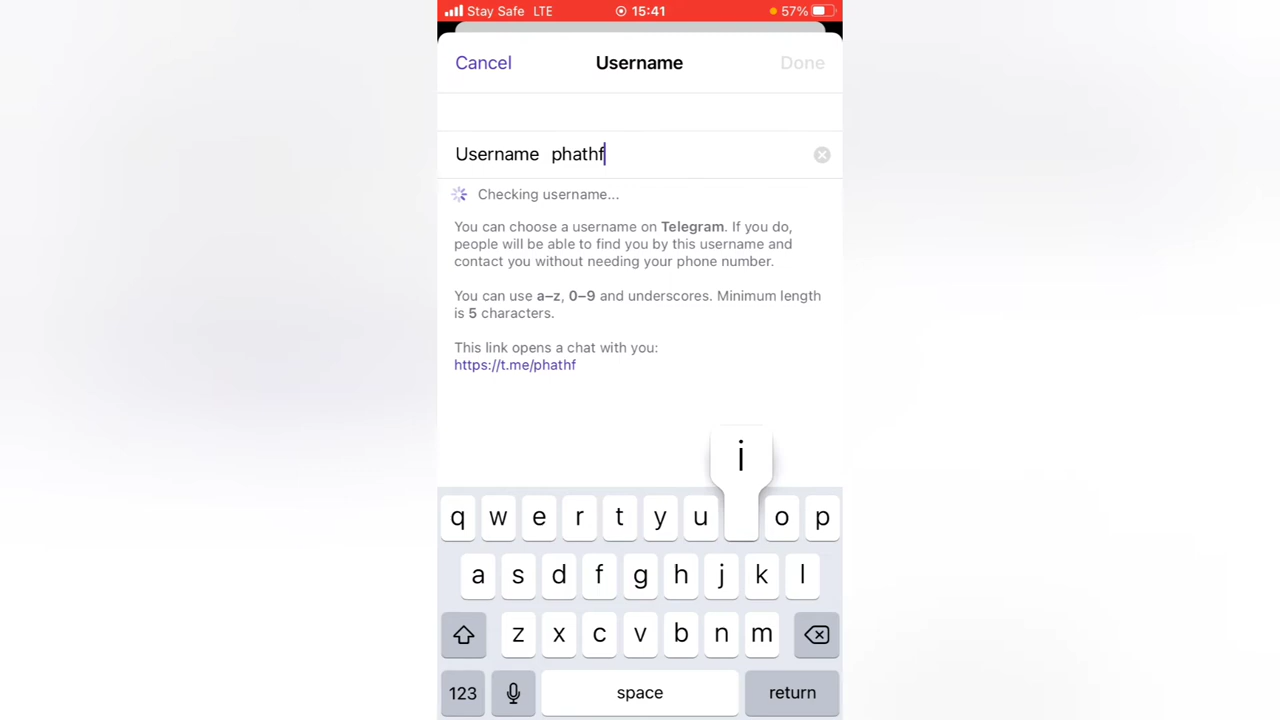 Stay Safe LTE 15:41 57%
Cancel Username Done
Username phathf
Checking username...
You can choose a username on Telegram. If you do,
people will be able to find you by this username and
contact you without needing your phone number.
You can use a–z, 0–9 and underscores. Minimum length
is 5 characters.
This link opens a chat with you:
https://t.me/phathf
i
q w e r t y u o p
a s d f g h j k l
z x c v b n m
123 space return